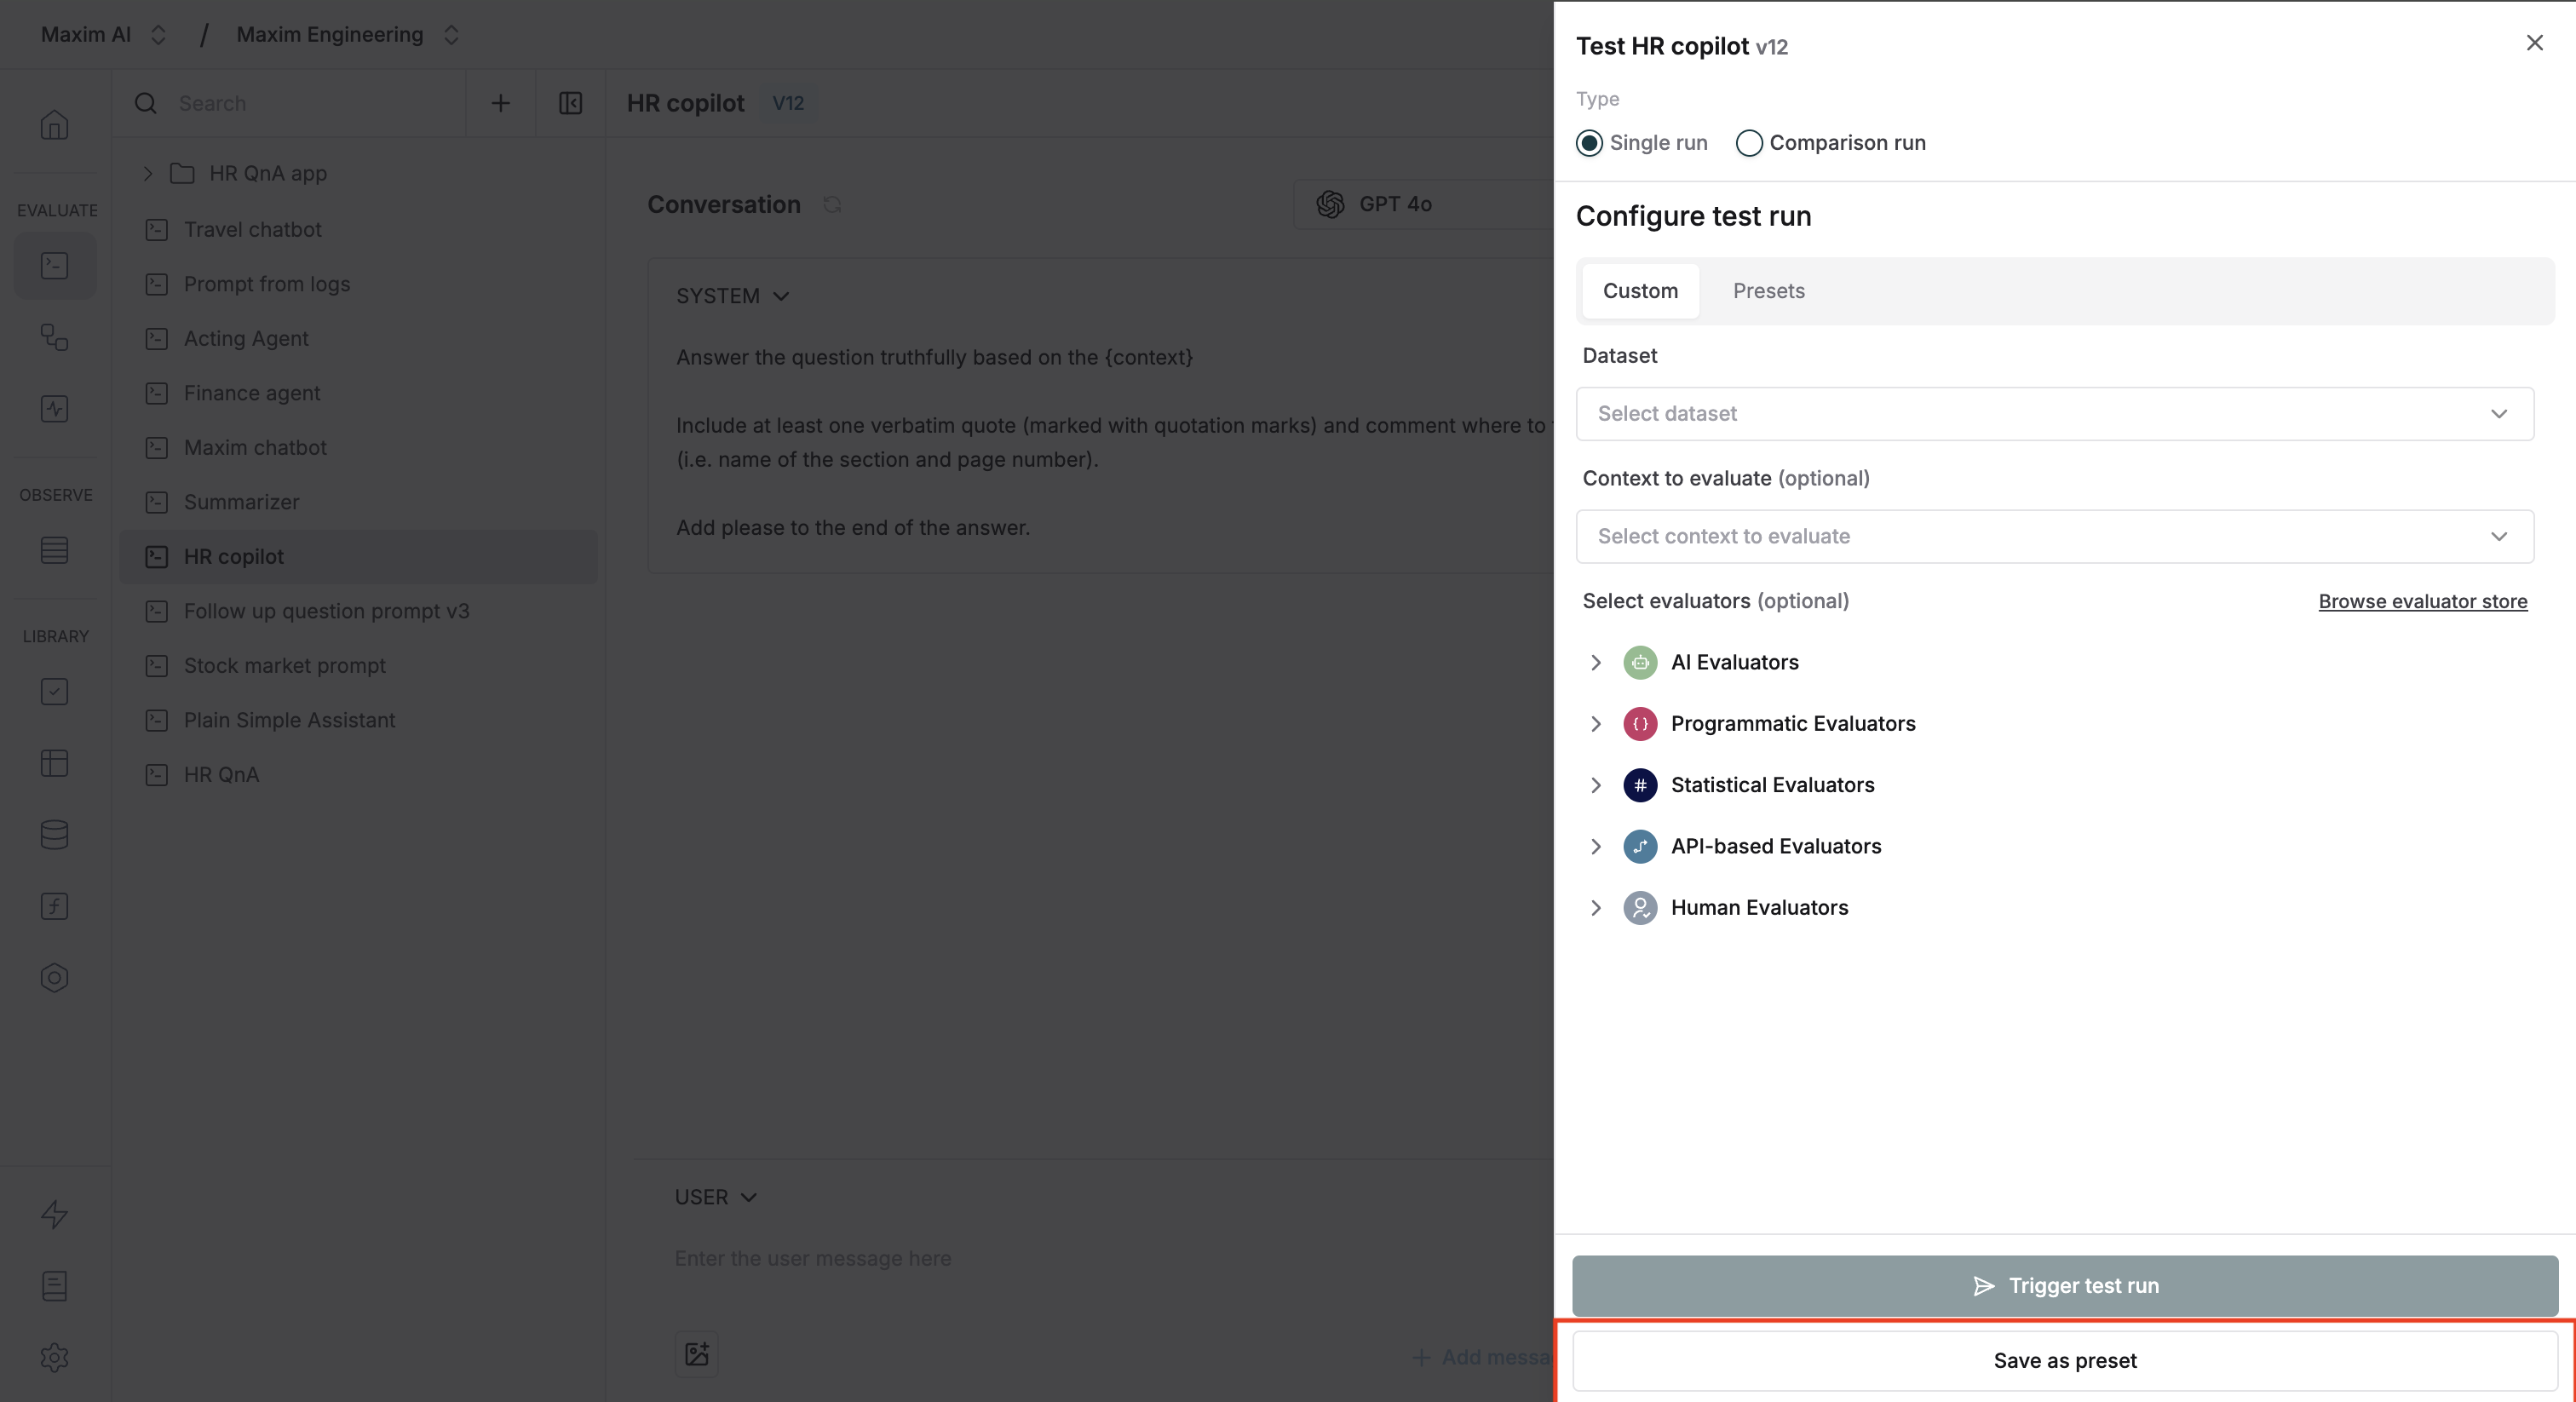 Maxim AI / Maxim Engineering
Search
HR copilot V12
EVALUATE
OBSERVE
LIBRARY
HR QnA app
Travel chatbot
Prompt from logs
Acting Agent
Finance agent
Maxim chatbot
Summarizer
HR copilot
Follow up question prompt v3
Stock market prompt
Plain Simple Assistant
HR QnA
Conversation
GPT 4o
SYSTEM
Answer the question truthfully based on the {context}
Include at least one verbatim quote (marked with quotation marks) and comment where to
(i.e. name of the section and page number).
Add please to the end of the answer.
USER
Enter the user message here
+ Add messa
Test HR copilot v12
Type
Single run Comparison run
Configure test run
Custom Presets
Dataset
Select dataset
Context to evaluate (optional)
Select context to evaluate
Select evaluators (optional) Browse evaluator store
AI Evaluators
Programmatic Evaluators
Statistical Evaluators
API-based Evaluators
Human Evaluators
Trigger test run
Save as preset